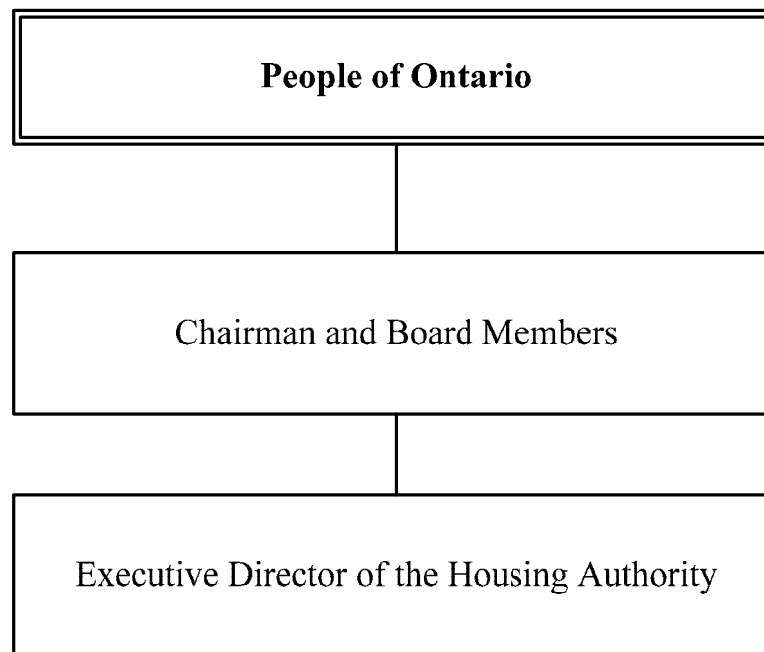 People of Ontario
Chairman and Board Members
Executive Director of the Housing Authority